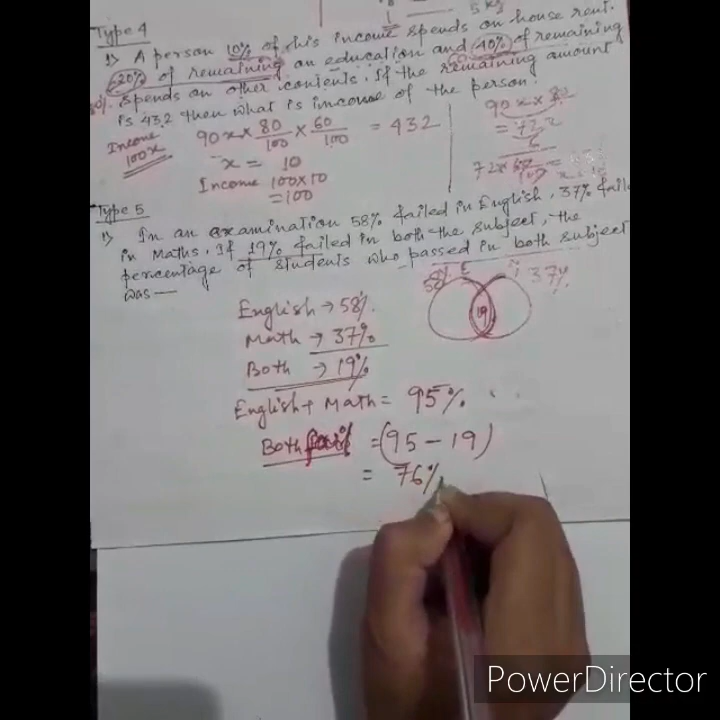 Type 4
1) A person 10% of his income spends on house rent.
20% of remaining on education and 40% of remaining
spends on other contents. If the remaining amount
is 432 then what is income of the person.
Income
100x
90x × 80/100 × 60/100 = 432
x = 10
Income 100×10
= 100
90x × 80
72×
Type 5
1) In an examination 58% failed in English, 37% fail
in Maths. If 19% failed in both the subject, the
percentage of students who passed in both subject
was —
58% E
37%
19
English → 58%
Math → 37%
Both → 19%
English + Math = 95%
Both = (95 - 19)
= 76%
PowerDirector